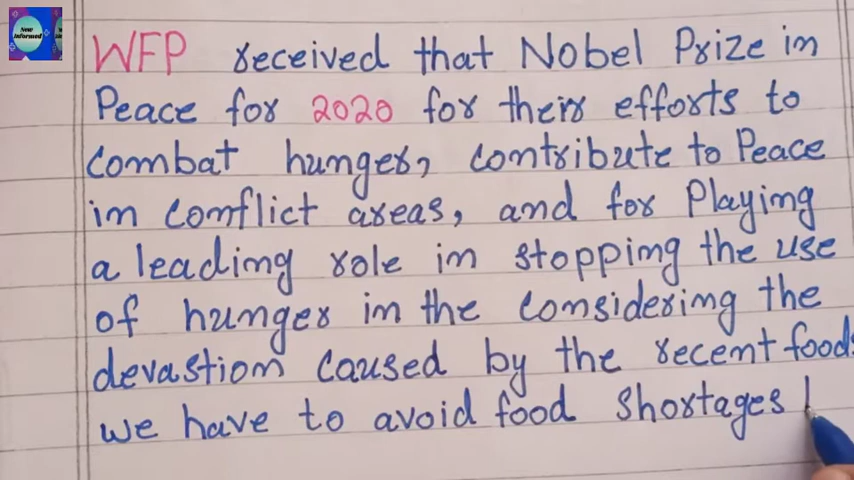 New
Informed
WFP received that Nobel Prize in
Peace for 2020 for their efforts to
combat hunger, contribute to Peace
in conflict areas, and for Playing
a leading role in stopping the use
of hunger in the considering the
devastion caused by the recent food
we have to avoid food shortages